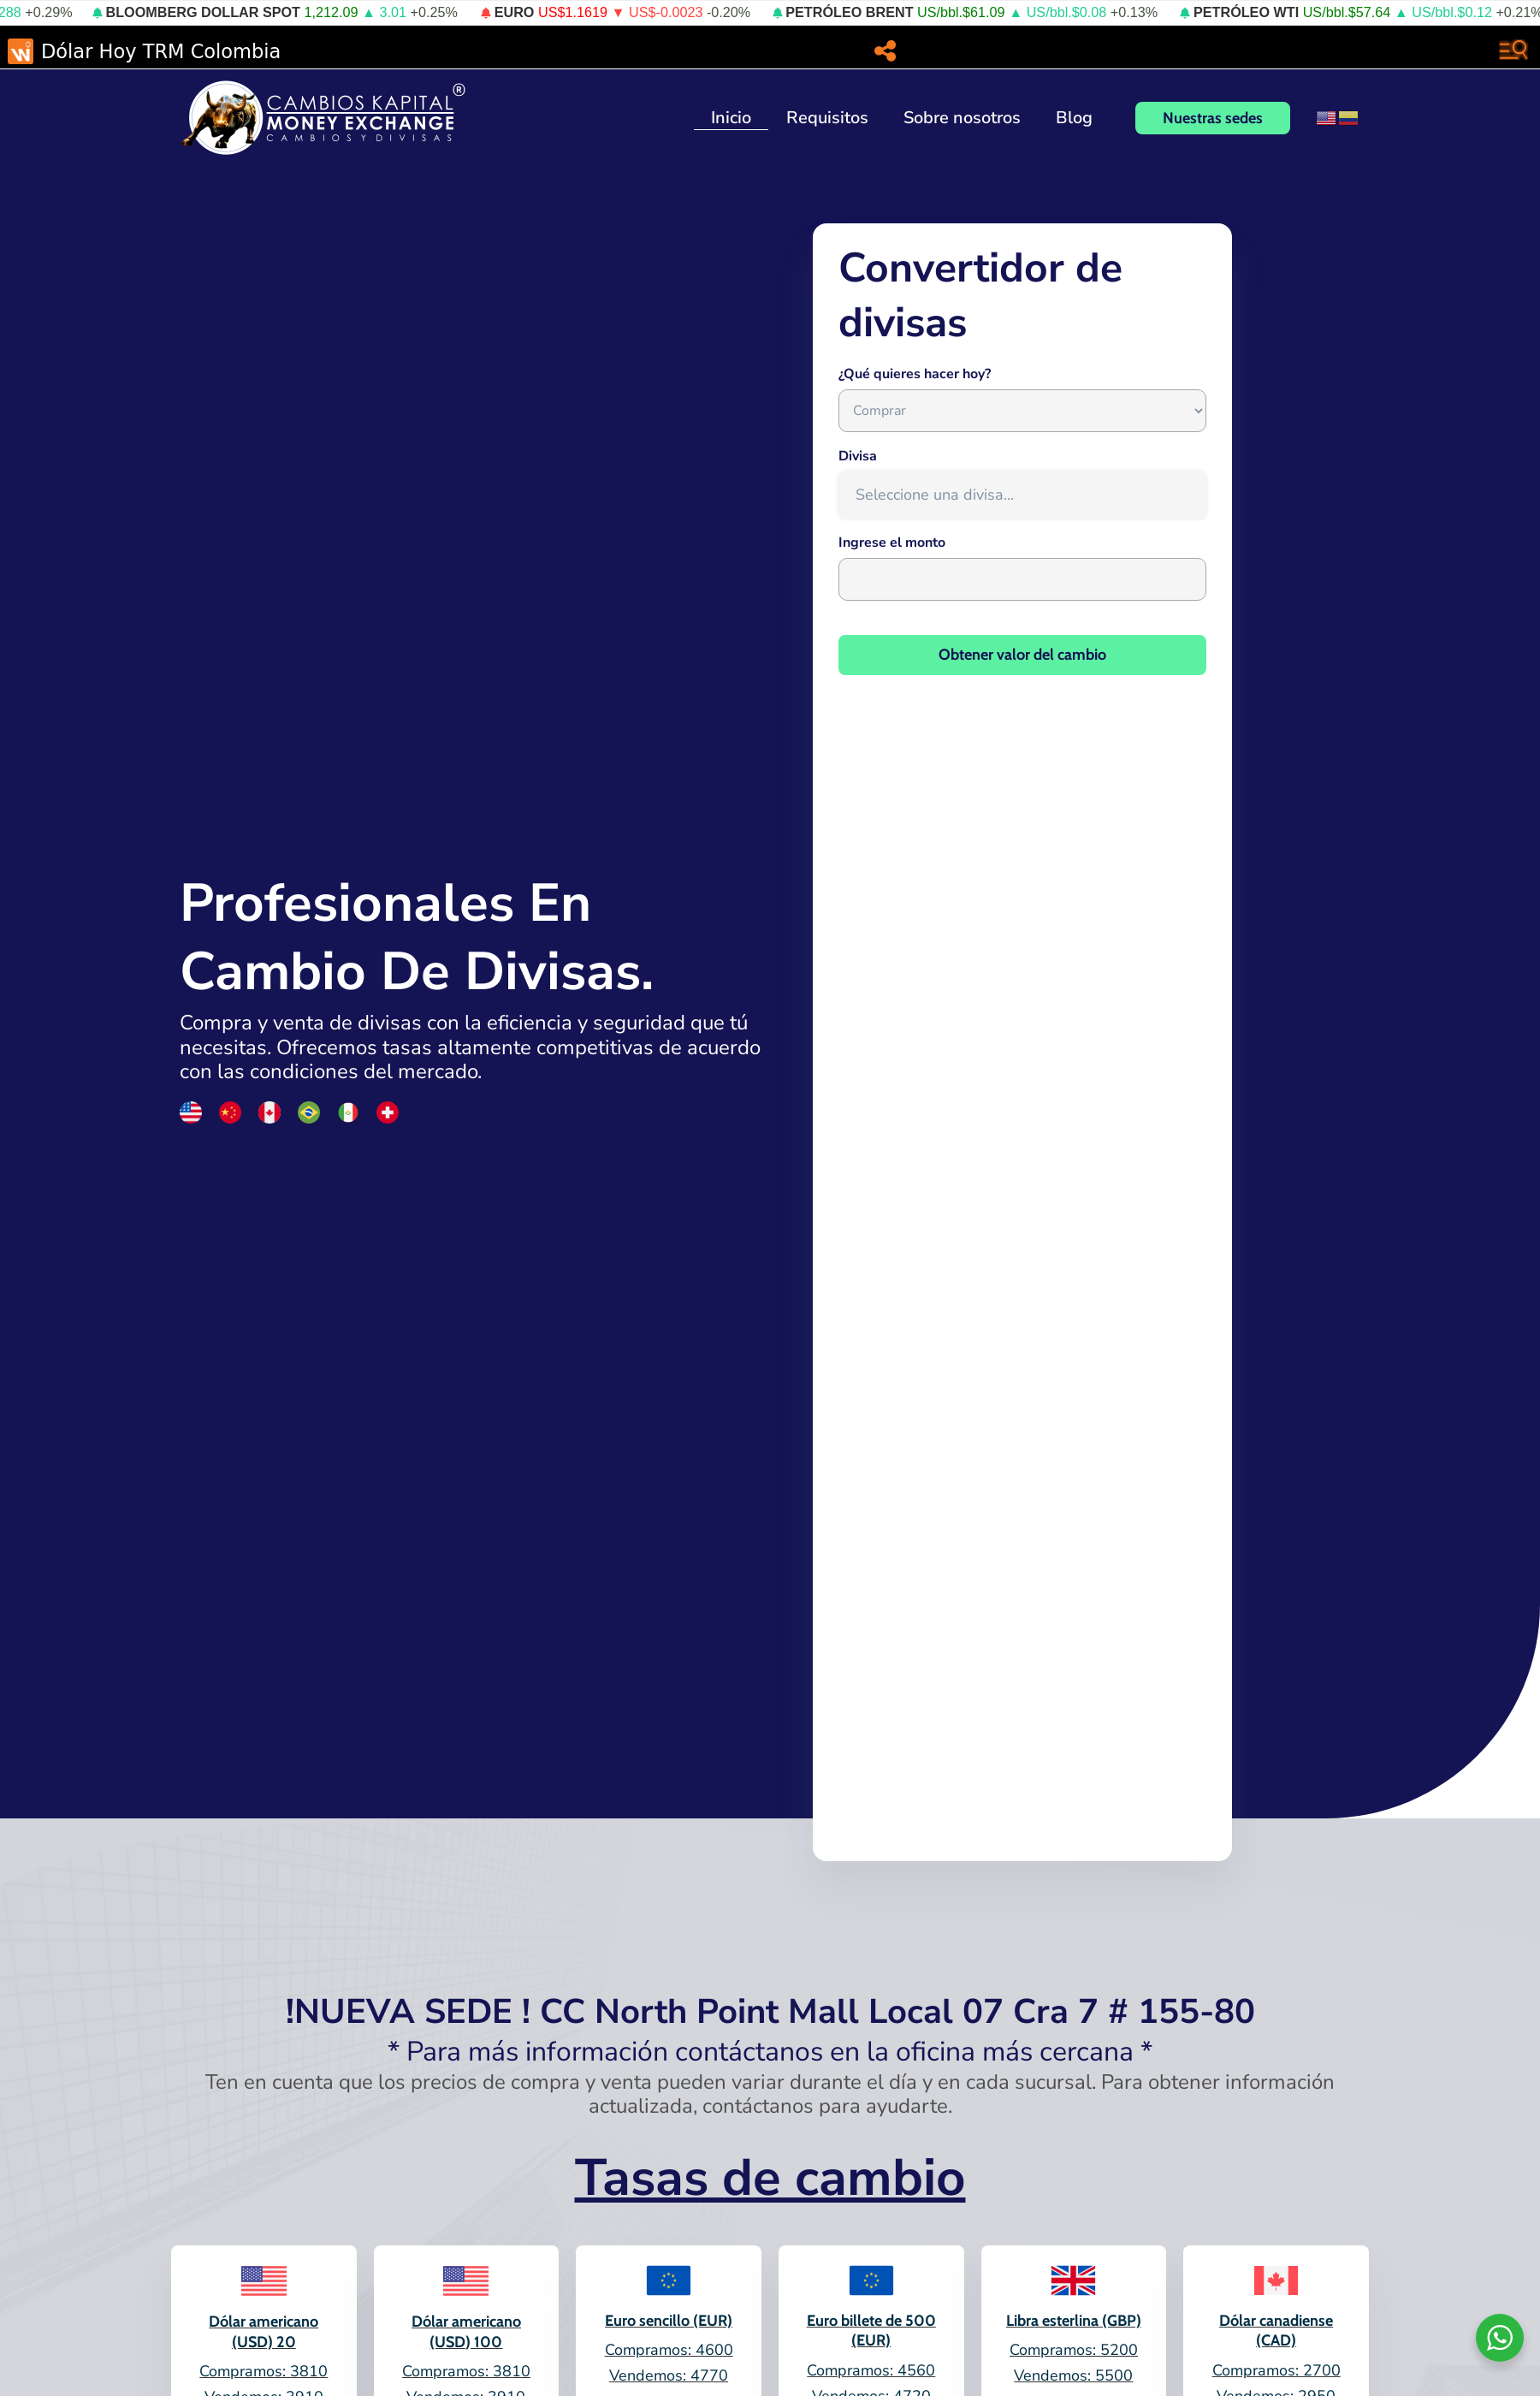 288 +0.29% BLOOMBERG DOLLAR SPOT 1,212.09 ▲ 3.01 +0.25% EURO US$1.1619 ▼ US$-0.0023 -0.20% PETRÓLEO BRENT US/bbl.$61.09 ▲ US/bbl.$0.08 +0.13% PETRÓLEO WTI US/bbl.$57.64 ▲ US/bbl.$0.12 +0.21%
Dólar Hoy TRM Colombia
CAMBIOS KAPITAL®
MONEY EXCHANGE
CAMBIOS Y DIVISAS
Inicio Requisitos Sobre nosotros Blog Nuestras sedes
Convertidor de
divisas
¿Qué quieres hacer hoy?
Comprar
Divisa
Seleccione una divisa...
Ingrese el monto
Obtener valor del cambio
Profesionales En
Cambio De Divisas.
Compra y venta de divisas con la eficiencia y seguridad que tú
necesitas. Ofrecemos tasas altamente competitivas de acuerdo
con las condiciones del mercado.
!NUEVA SEDE ! CC North Point Mall Local 07 Cra 7 # 155-80
* Para más información contáctanos en la oficina más cercana *
Ten en cuenta que los precios de compra y venta pueden variar durante el día y en cada sucursal. Para obtener información
actualizada, contáctanos para ayudarte.
Tasas de cambio
Dólar americano
(USD) 20
Compramos: 3810
Vendemos: 3910
Dólar americano
(USD) 100
Compramos: 3810
Vendemos: 3910
Euro sencillo (EUR)
Compramos: 4600
Vendemos: 4770
Euro billete de 500
(EUR)
Compramos: 4560
Vendemos: 4720
Libra esterlina (GBP)
Compramos: 5200
Vendemos: 5500
Dólar canadiense
(CAD)
Compramos: 2700
Vendemos: 2950